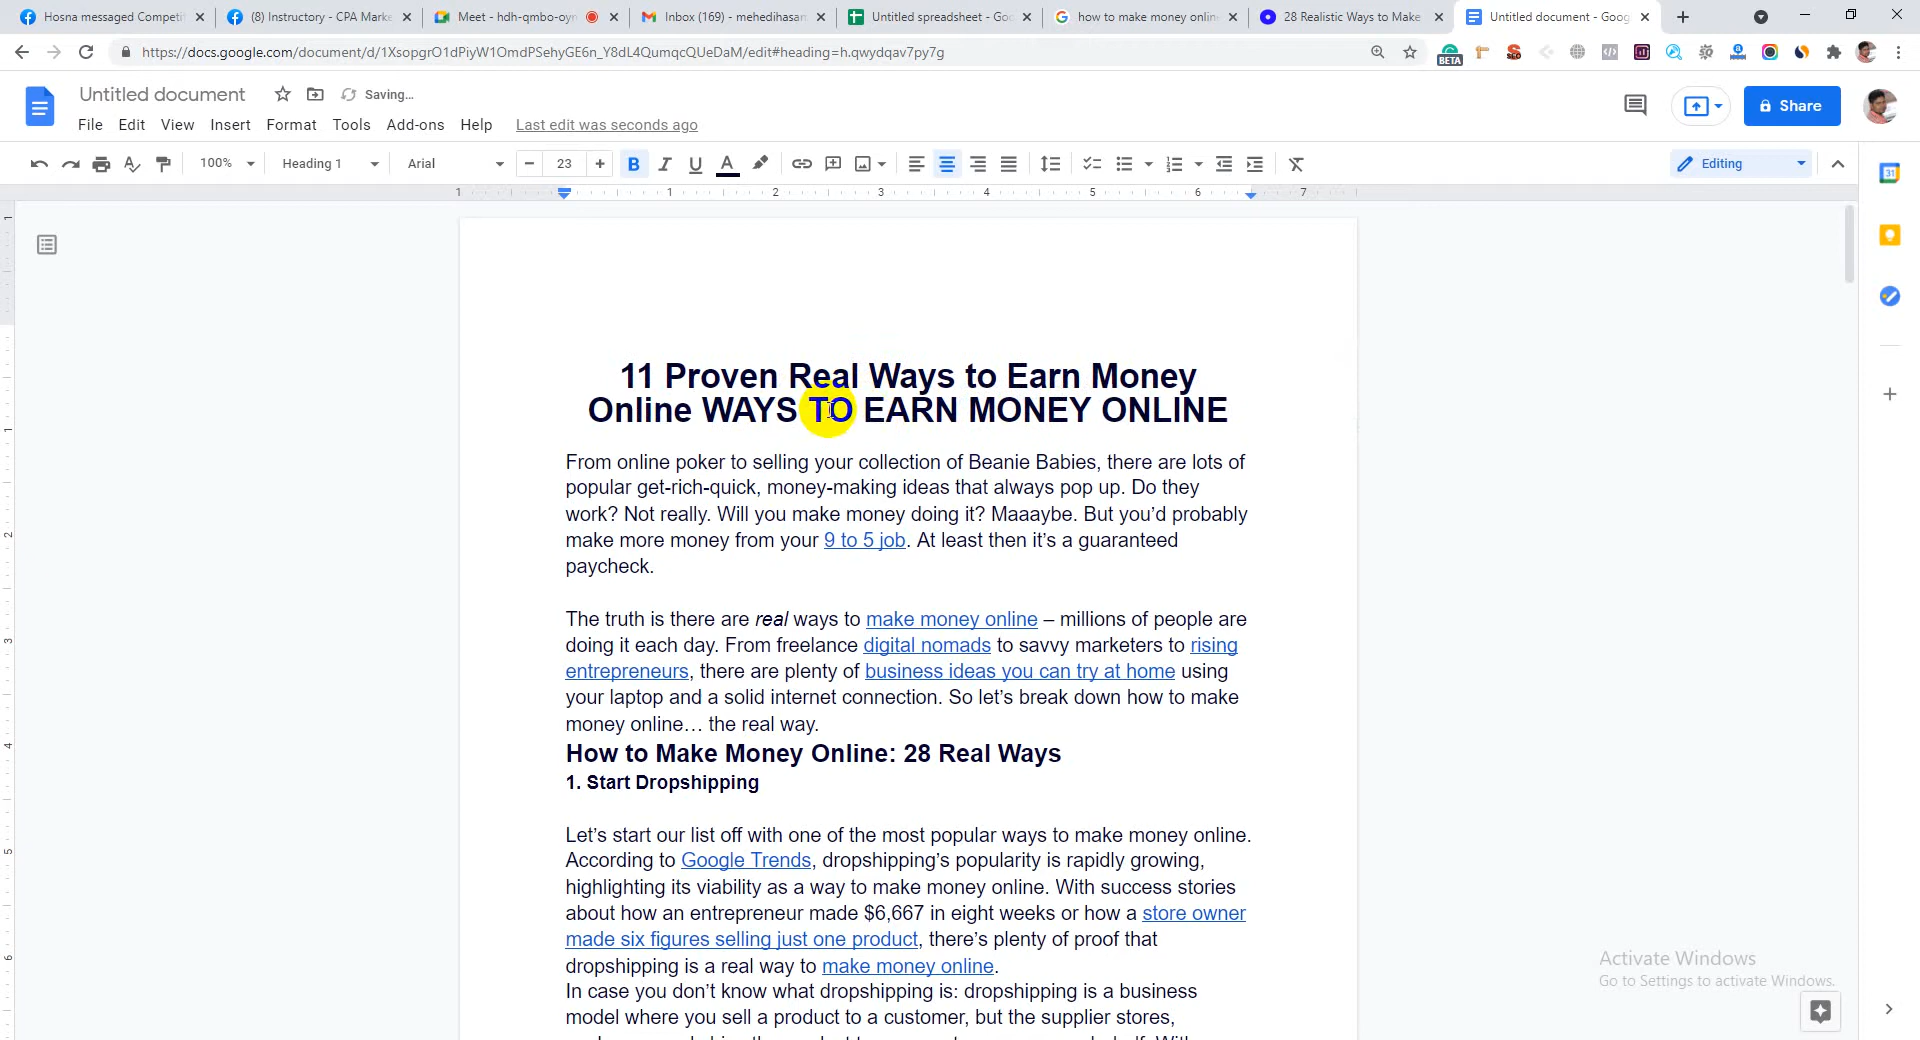 Hosna messaged Competit
(8) Instructory - CPA Marke
Meet - hdh-qmbo-oyn
Inbox (169) - mehedihasan
Untitled spreadsheet - Goo
how to make money online
28 Realistic Ways to Make
Untitled document - Goog
https://docs.google.com/document/d/1XsopgrO1dPiyW1OmdPSehyGE6n_Y8dL4QumqcQUeDaM/edit#heading=h.qwydqav7py7g
BETA
Untitled document
Saving...
Share
File Edit View Insert Format Tools Add-ons Help Last edit was seconds ago
100% Heading 1 Arial 23 B I U A Editing
1 1 2 3 4 5 6 7
31
11 Proven Real Ways to Earn Money
Online WAYS TO EARN MONEY ONLINE
From online poker to selling your collection of Beanie Babies, there are lots of
popular get-rich-quick, money-making ideas that always pop up. Do they
work? Not really. Will you make money doing it? Maaaybe. But you’d probably
make more money from your 9 to 5 job. At least then it’s a guaranteed
paycheck.
The truth is there are real ways to make money online – millions of people are
doing it each day. From freelance digital nomads to savvy marketers to rising
entrepreneurs, there are plenty of business ideas you can try at home using
your laptop and a solid internet connection. So let’s break down how to make
money online… the real way.
How to Make Money Online: 28 Real Ways
1. Start Dropshipping
Let’s start our list off with one of the most popular ways to make money online.
According to Google Trends, dropshipping’s popularity is rapidly growing,
highlighting its viability as a way to make money online. With success stories
about how an entrepreneur made $6,667 in eight weeks or how a store owner
made six figures selling just one product, there’s plenty of proof that
dropshipping is a real way to make money online.
In case you don’t know what dropshipping is: dropshipping is a business
model where you sell a product to a customer, but the supplier stores,
Activate Windows
Go to Settings to activate Windows.